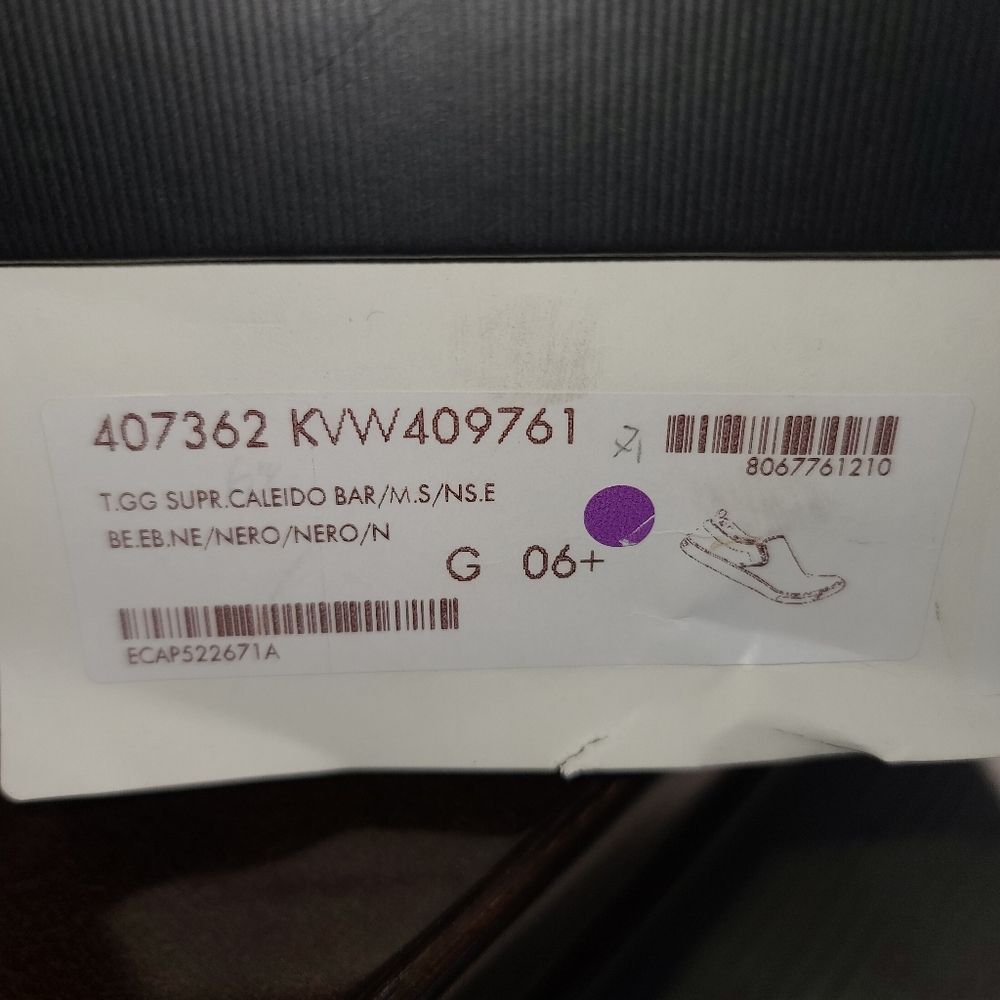 407362 KVW409761
8067761210
T.GG SUPR.CALEIDO BAR/M.S/NS.E
BE.EB.NE/NERO/NERO/N
G 06+
ECAP522671A